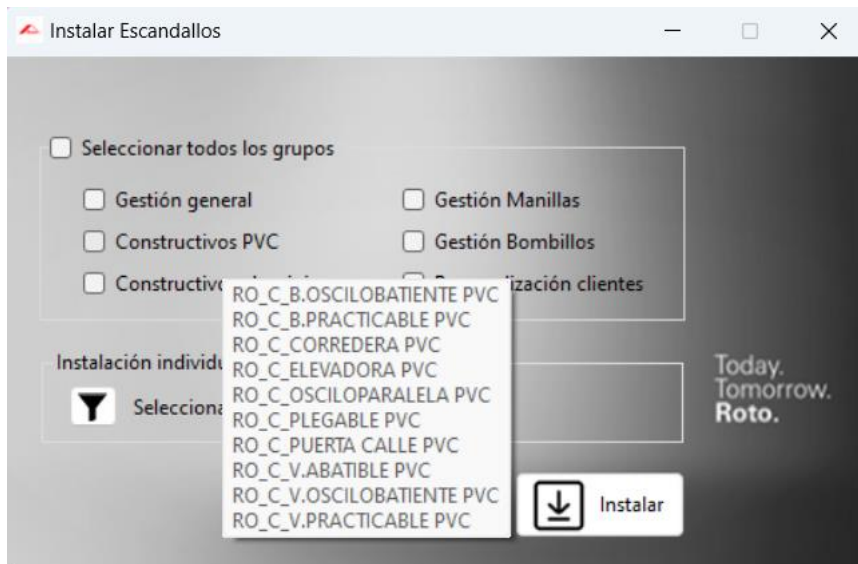 Instalar Escandallos
Seleccionar todos los grupos
Gestión general
Gestión Manillas
Constructivos PVC
Gestión Bombillos
clientes
RO_C_B.OSCILOBATIENTE PVC
RO_C_B.PRACTICABLE PVC
RO_C_CORREDERA PVC
RO_C_ELEVADORA PVC
RO_C_OSCILOPARALELA PVC
RO_C_PLEGABLE PVC
RO_C_PUERTA CALLE PVC
RO_C_V.ABATIBLE PVC
RO_C_V.OSCILOBATIENTE PVC
RO_C_V.PRACTICABLE PVC
Instalación
Today.
Tomorrow.
Roto.
Instalar